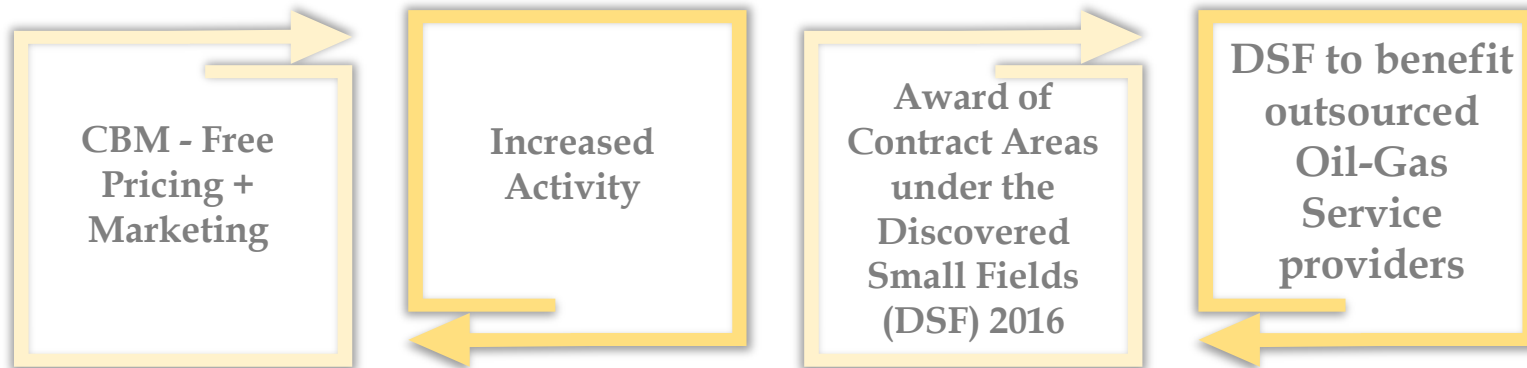 CBM - Free
Pricing +
Marketing
Increased
Activity
Award of
Contract Areas
under the
Discovered
Small Fields
(DSF) 2016
DSF to benefit
outsourced
Oil-Gas
Service
providers